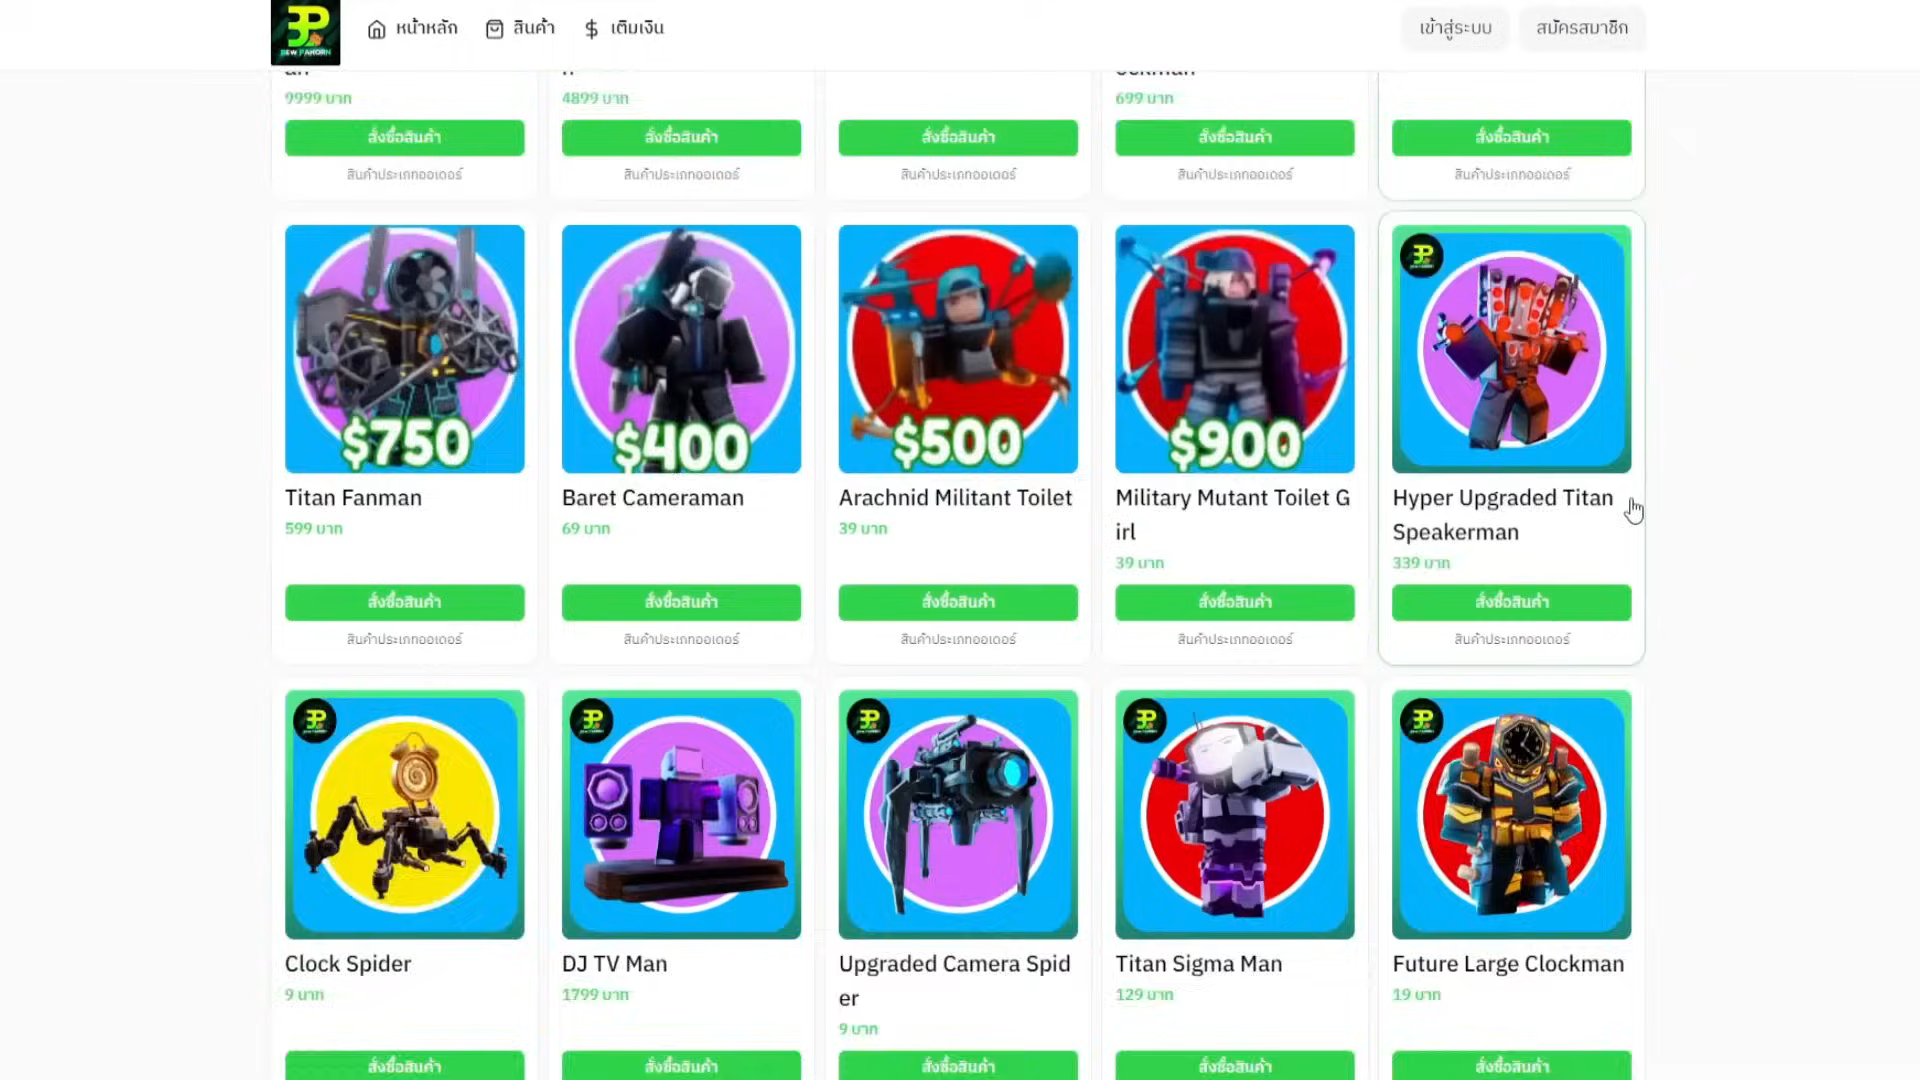 BEW PAKORN
หน้าหลัก
สินค้า
เติมเงิน
เข้าสู่ระบบ
สมัครสมาชิก
9999 บาท
4899 บาท
699 บาท
สั่งซื้อสินค้า
สั่งซื้อสินค้า
สั่งซื้อสินค้า
สั่งซื้อสินค้า
สั่งซื้อสินค้า
สินค้าประเภทออเดอร์
สินค้าประเภทออเดอร์
สินค้าประเภทออเดอร์
สินค้าประเภทออเดอร์
สินค้าประเภทออเดอร์
$750
$400
$500
$900
Titan Fanman
599 บาท
Baret Cameraman
69 บาท
Arachnid Militant Toilet
39 บาท
Military Mutant Toilet G
irl
39 บาท
Hyper Upgraded Titan
Speakerman
339 บาท
สั่งซื้อสินค้า
สั่งซื้อสินค้า
สั่งซื้อสินค้า
สั่งซื้อสินค้า
สั่งซื้อสินค้า
สินค้าประเภทออเดอร์
สินค้าประเภทออเดอร์
สินค้าประเภทออเดอร์
สินค้าประเภทออเดอร์
สินค้าประเภทออเดอร์
Clock Spider
9 บาท
DJ TV Man
1799 บาท
Upgraded Camera Spid
er
9 บาท
Titan Sigma Man
129 บาท
Future Large Clockman
19 บาท
สั่งซื้อสินค้า
สั่งซื้อสินค้า
สั่งซื้อสินค้า
สั่งซื้อสินค้า
สั่งซื้อสินค้า